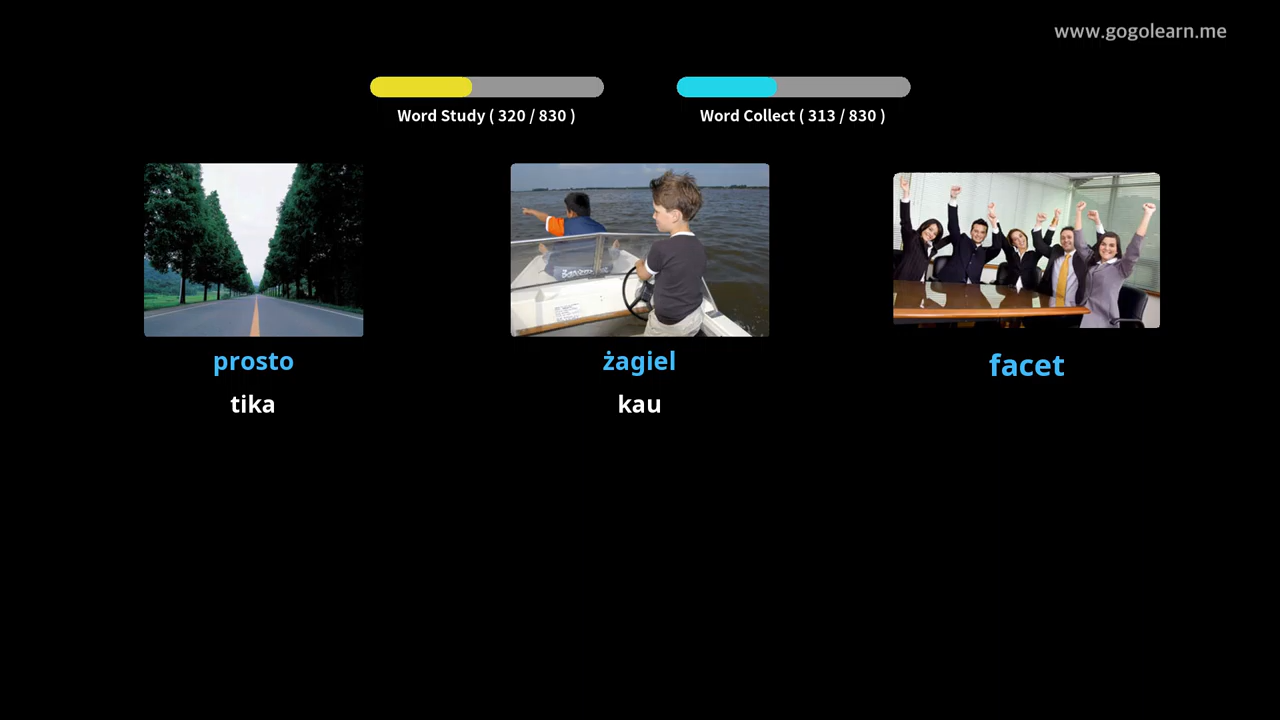 www.gogolearn.me
Word Study ( 320 / 830 )
Word Collect ( 313 / 830 )
prosto
tika
żagiel
kau
facet